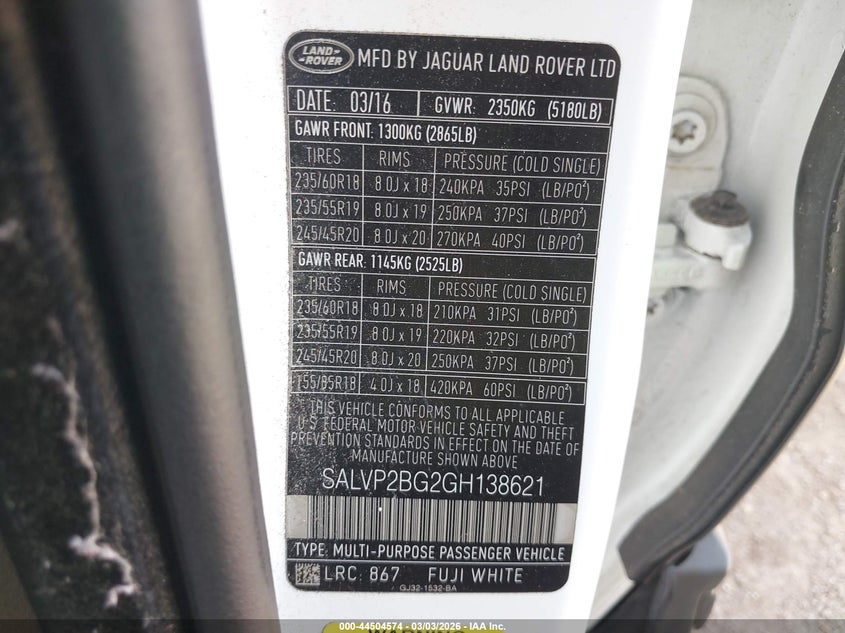 LAND-ROVER MFD BY JAGUAR LAND ROVER LTD
DATE: 03/16 GVWR: 2350KG (5180LB)
GAWR FRONT: 1300KG (2865LB)
TIRES RIMS PRESSURE (COLD SINGLE)
235/60R18 8.0J x 18 240KPA 35PSI (LB/PO²)
235/55R19 8.0J x 19 250KPA 37PSI (LB/PO²)
245/45R20 8.0J x 20 270KPA 40PSI (LB/PO²)
GAWR REAR: 1145KG (2525LB)
TIRES RIMS PRESSURE (COLD SINGLE)
235/60R18 8.0J x 18 210KPA 31PSI (LB/PO²)
235/55R19 8.0J x 19 220KPA 32PSI (LB/PO²)
245/45R20 8.0J x 20 250KPA 37PSI (LB/PO²)
T55/85R18 4.0J x 18 420KPA 60PSI (LB/PO²)
THIS VEHICLE CONFORMS TO ALL APPLICABLE
U.S. FEDERAL MOTOR VEHICLE SAFETY AND THEFT
PREVENTION STANDARDS IN EFFECT ON THE DATE
OF MANUFACTURE SHOWN ABOVE
SALVP2BG2GH138621
TYPE: MULTI-PURPOSE PASSENGER VEHICLE
LRC: 867 FUJI WHITE
GJ32-1532-BA
WARNING
000-44504574 | 03/03/2026 - IAA Inc.